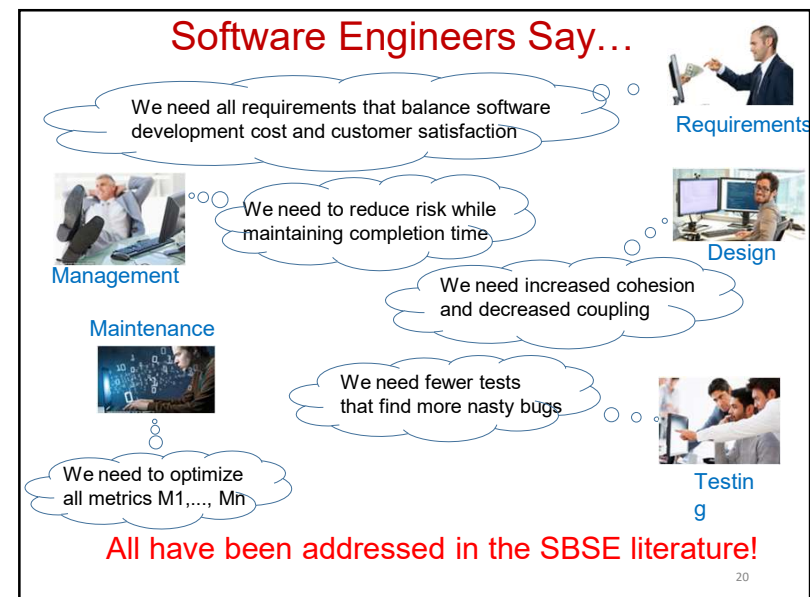 Software Engineers Say…
We need all requirements that balance software
development cost and customer satisfaction
Requirements
We need to reduce risk while
maintaining completion time
Management
Design
We need increased cohesion
and decreased coupling
Maintenance
We need fewer tests
that find more nasty bugs
Testin
g
We need to optimize
all metrics M1,..., Mn
All have been addressed in the SBSE literature!
20